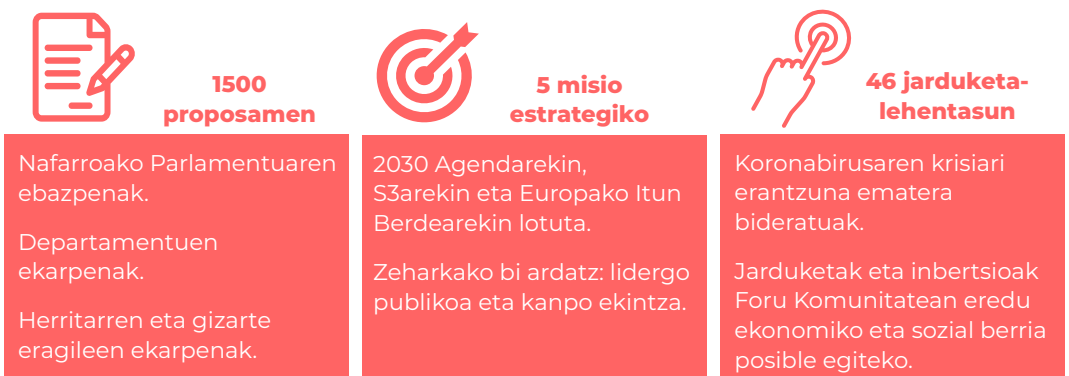 1500
proposamen
Nafarroako Parlamentuaren
ebazpenak.
Departamentuen
ekarpenak.
Herritarren eta gizarte
eragileen ekarpenak.
5 misio
estrategiko
2030 Agendarekin,
S3arekin eta Europako Itun
Berdearekin lotuta.
Zeharkako bi ardatz: lidergo
publikoa eta kanpo ekintza.
46 jarduketa-
lehentasun
Koronabirusaren krisiari
erantzuna ematera
bideratuak.
Jarduketak eta inbertsioak
Foru Komunitatean eredu
ekonomiko eta sozial berria
posible egiteko.